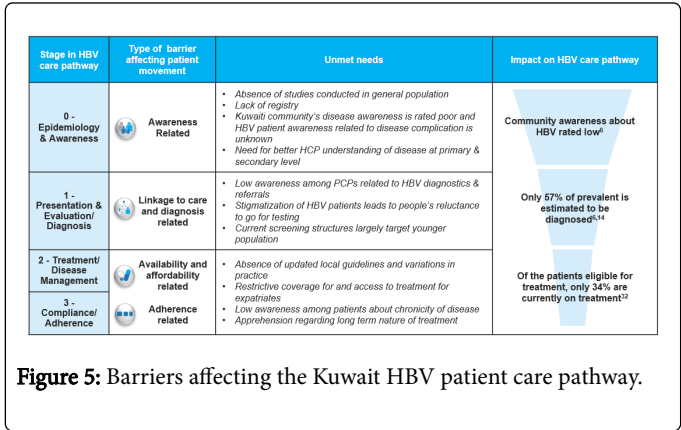 Stage in HBV
care pathway
Type of barrier
affecting patient
movement
Unmet needs
Impact on HBV care pathway
0 -
Epidemiology
& Awareness
Awareness
Related
• Absence of studies conducted in general population
• Lack of registry
• Kuwaiti community's disease awareness is rated poor and
HBV patient awareness related to disease complication is
unknown
• Need for better HCP understanding of disease at primary &
secondary level
Community awareness about
HBV rated low6
1 -
Presentation &
Evaluation/
Diagnosis
Linkage to care
and diagnosis
related
• Low awareness among PCPs related to HBV diagnostics &
referrals
• Stigmatization of HBV patients leads to people's reluctance
to go for testing
• Current screening structures largely target younger
population
Only 57% of prevalent is
estimated to be
diagnosed6,14
2 - Treatment/
Disease
Management
Availability and
affordability
related
• Absence of updated local guidelines and variations in
practice
• Restrictive coverage for and access to treatment for
expatriates
3 -
Compliance/
Adherence
Adherence
related
• Low awareness among patients about chronicity of disease
• Apprehension regarding long term nature of treatment
Of the patients eligible for
treatment, only 34% are
currently on treatment32
Figure 5: Barriers affecting the Kuwait HBV patient care pathway.